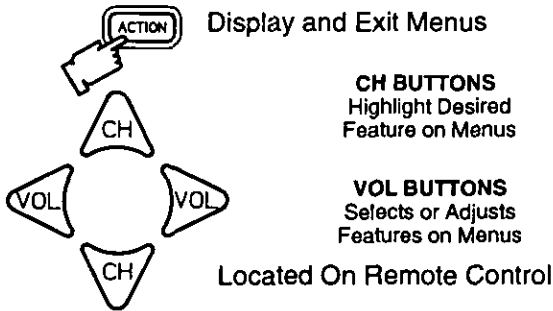 ACTION Display and Exit Menus
CH BUTTONS
Highlight Desired
Feature on Menus
CH
VOL VOL
VOL BUTTONS
Selects or Adjusts
Features on Menus
CH
Located On Remote Control